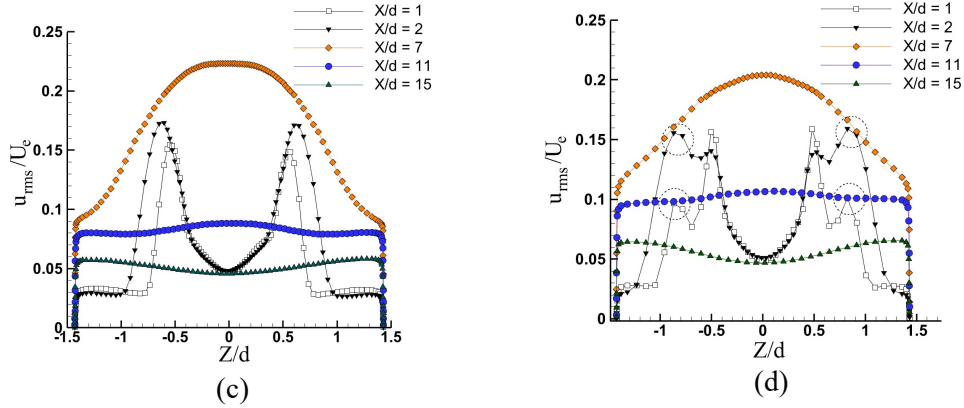 X/d = 1
X/d = 2
X/d = 7
X/d = 11
X/d = 15
0.25
0.2
0.15
0.1
0.05
0
u_rms/U_e
-1.5
-1
-0.5
0
0.5
1
1.5
Z/d
(c)
X/d = 1
X/d = 2
X/d = 7
X/d = 11
X/d = 15
0.25
0.2
0.15
0.1
0.05
0
u_rms/U_e
-1
-0.5
0
0.5
1
1.5
Z/d
(d)